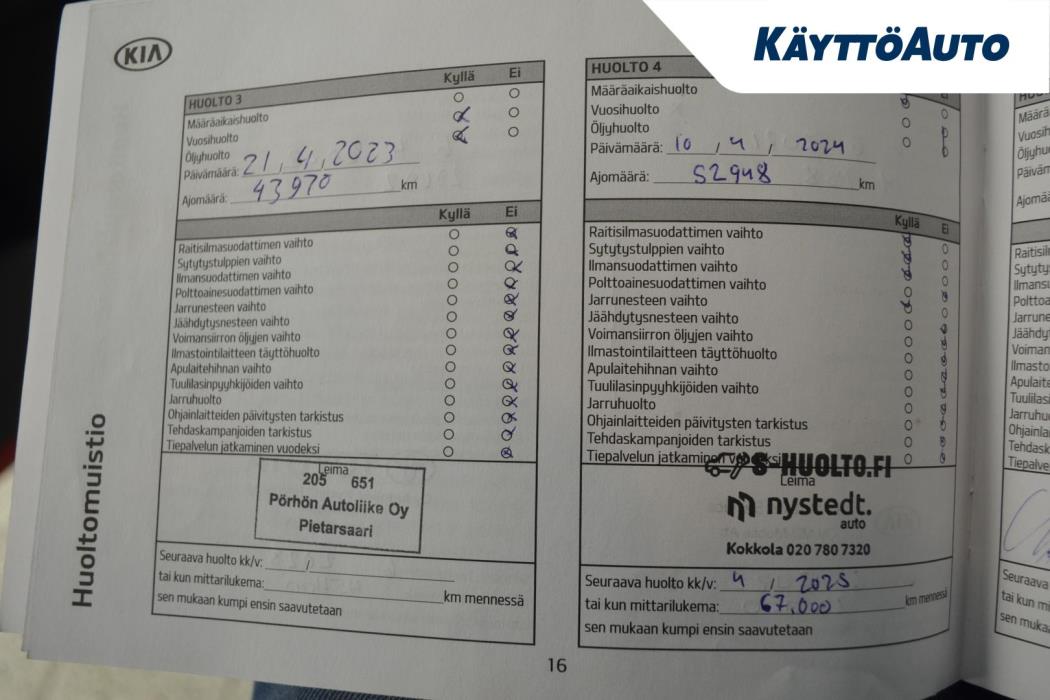 KÄYTTÖAUTO
KIA
Huoltomuistio
HUOLTO 3
Kyllä Ei
Määräaikaishuolto
Vuosihuolto
Öljyhuolto
Päivämäärä: 21, 4, 2023
Ajomäärä: 43970 km
Kyllä Ei
Raitisilmasuodattimen vaihto
Sytytystulppien vaihto
Ilmansuodattimen vaihto
Polttoainesuodattimen vaihto
Jarrunesteen vaihto
Jäähdytysnesteen vaihto
Voimansiirron öljyjen vaihto
Ilmastointilaitteen täyttöhuolto
Apulaitehihnan vaihto
Tuulilasinpyyhkijöiden vaihto
Jarruhuolto
Ohjainlaitteiden päivitysten tarkistus
Tehdaskampanjoiden tarkistus
Tiepalvelun jatkaminen vuodeksi
Leima
205 651
Pörhön Autoliike Oy
Pietarsaari
Seuraava huolto kk/v: /
tai kun mittarilukema: km mennessä
sen mukaan kumpi ensin saavutetaan
HUOLTO 4
Määräaikaishuolto
Vuosihuolto
Öljyhuolto
Päivämäärä: 10, 4, 2024
Ajomäärä: 52948 km
Kyllä Ei
Raitisilmasuodattimen vaihto
Sytytystulppien vaihto
Ilmansuodattimen vaihto
Polttoainesuodattimen vaihto
Jarrunesteen vaihto
Jäähdytysnesteen vaihto
Voimansiirron öljyjen vaihto
Ilmastointilaitteen täyttöhuolto
Apulaitehihnan vaihto
Tuulilasinpyyhkijöiden vaihto
Jarruhuolto
Ohjainlaitteiden päivitysten tarkistus
Tehdaskampanjoiden tarkistus
Tiepalvelun jatkaminen vuodeksi
S-HUOLTO.FI
Leima
nystedt.
auto
Kokkola 020 780 7320
Seuraava huolto kk/v: 4 / 2025
tai kun mittarilukema: 67.000 km mennessä
sen mukaan kumpi ensin saavutetaan
16